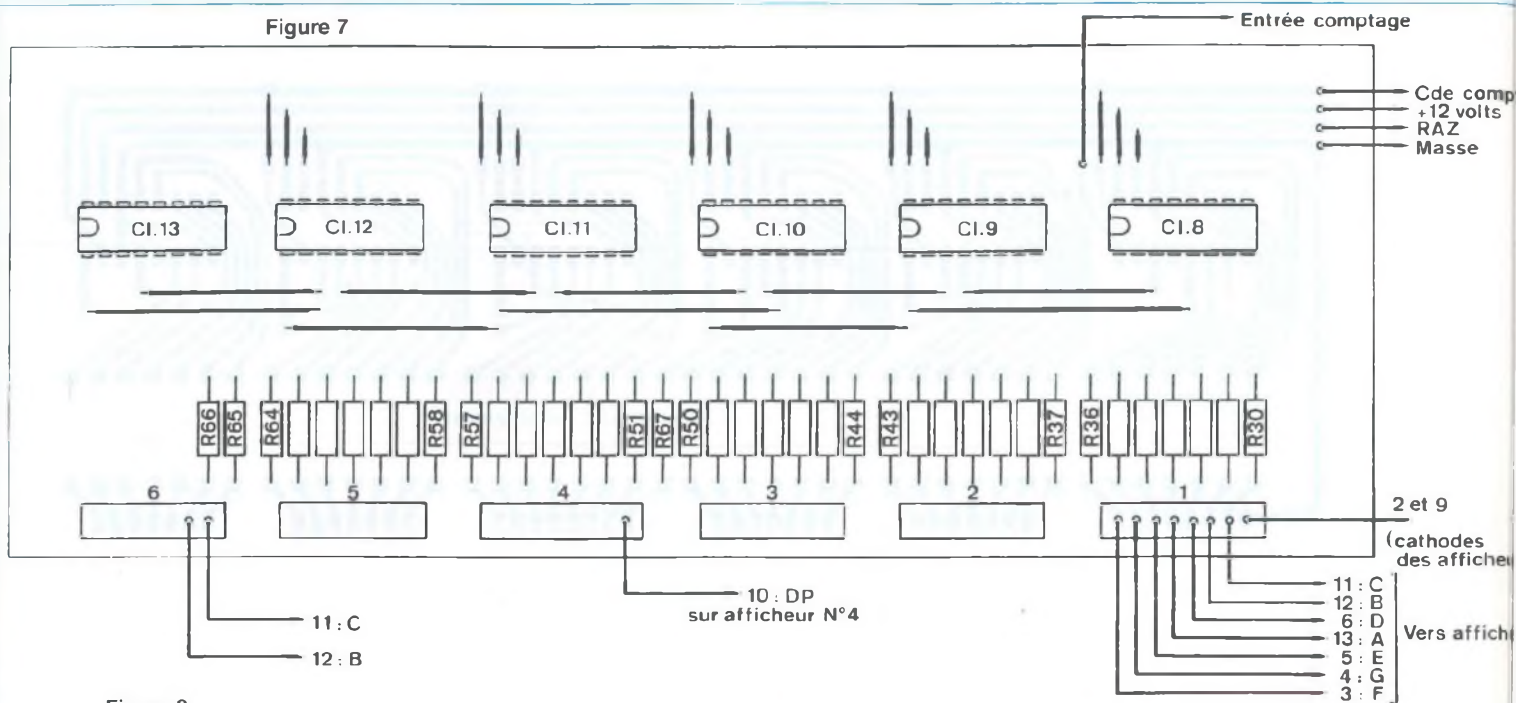 Figure 7
Entrée comptage
Cde comp
+12 volts
RAZ
Masse
CI.13
CI.12
CI.11
CI.10
CI.9
CI.8
R66
R65
R64
R58
R57
R51
R67
R50
R44
R43
R37
R36
R30
6
5
4
3
2
1
2 et 9
(cathodes
des affiche
11 : C
12 : B
10 : DP
sur afficheur N°4
11 : C
12 : B
6 : D
13 : A
5 : E
4 : G
3 : F
Vers affich